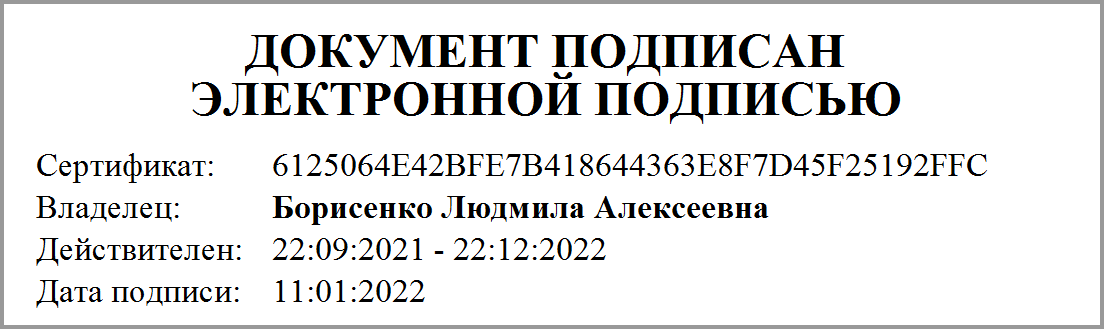 ДОКУМЕНТ ПОДПИСАН
ЭЛЕКТРОННОЙ ПОДПИСЬЮ
Сертификат: 6125064E42BFE7B418644363E8F7D45F25192FFC
Владелец: Борисенко Людмила Алексеевна
Действителен: 22:09:2021 - 22:12:2022
Дата подписи: 11:01:2022